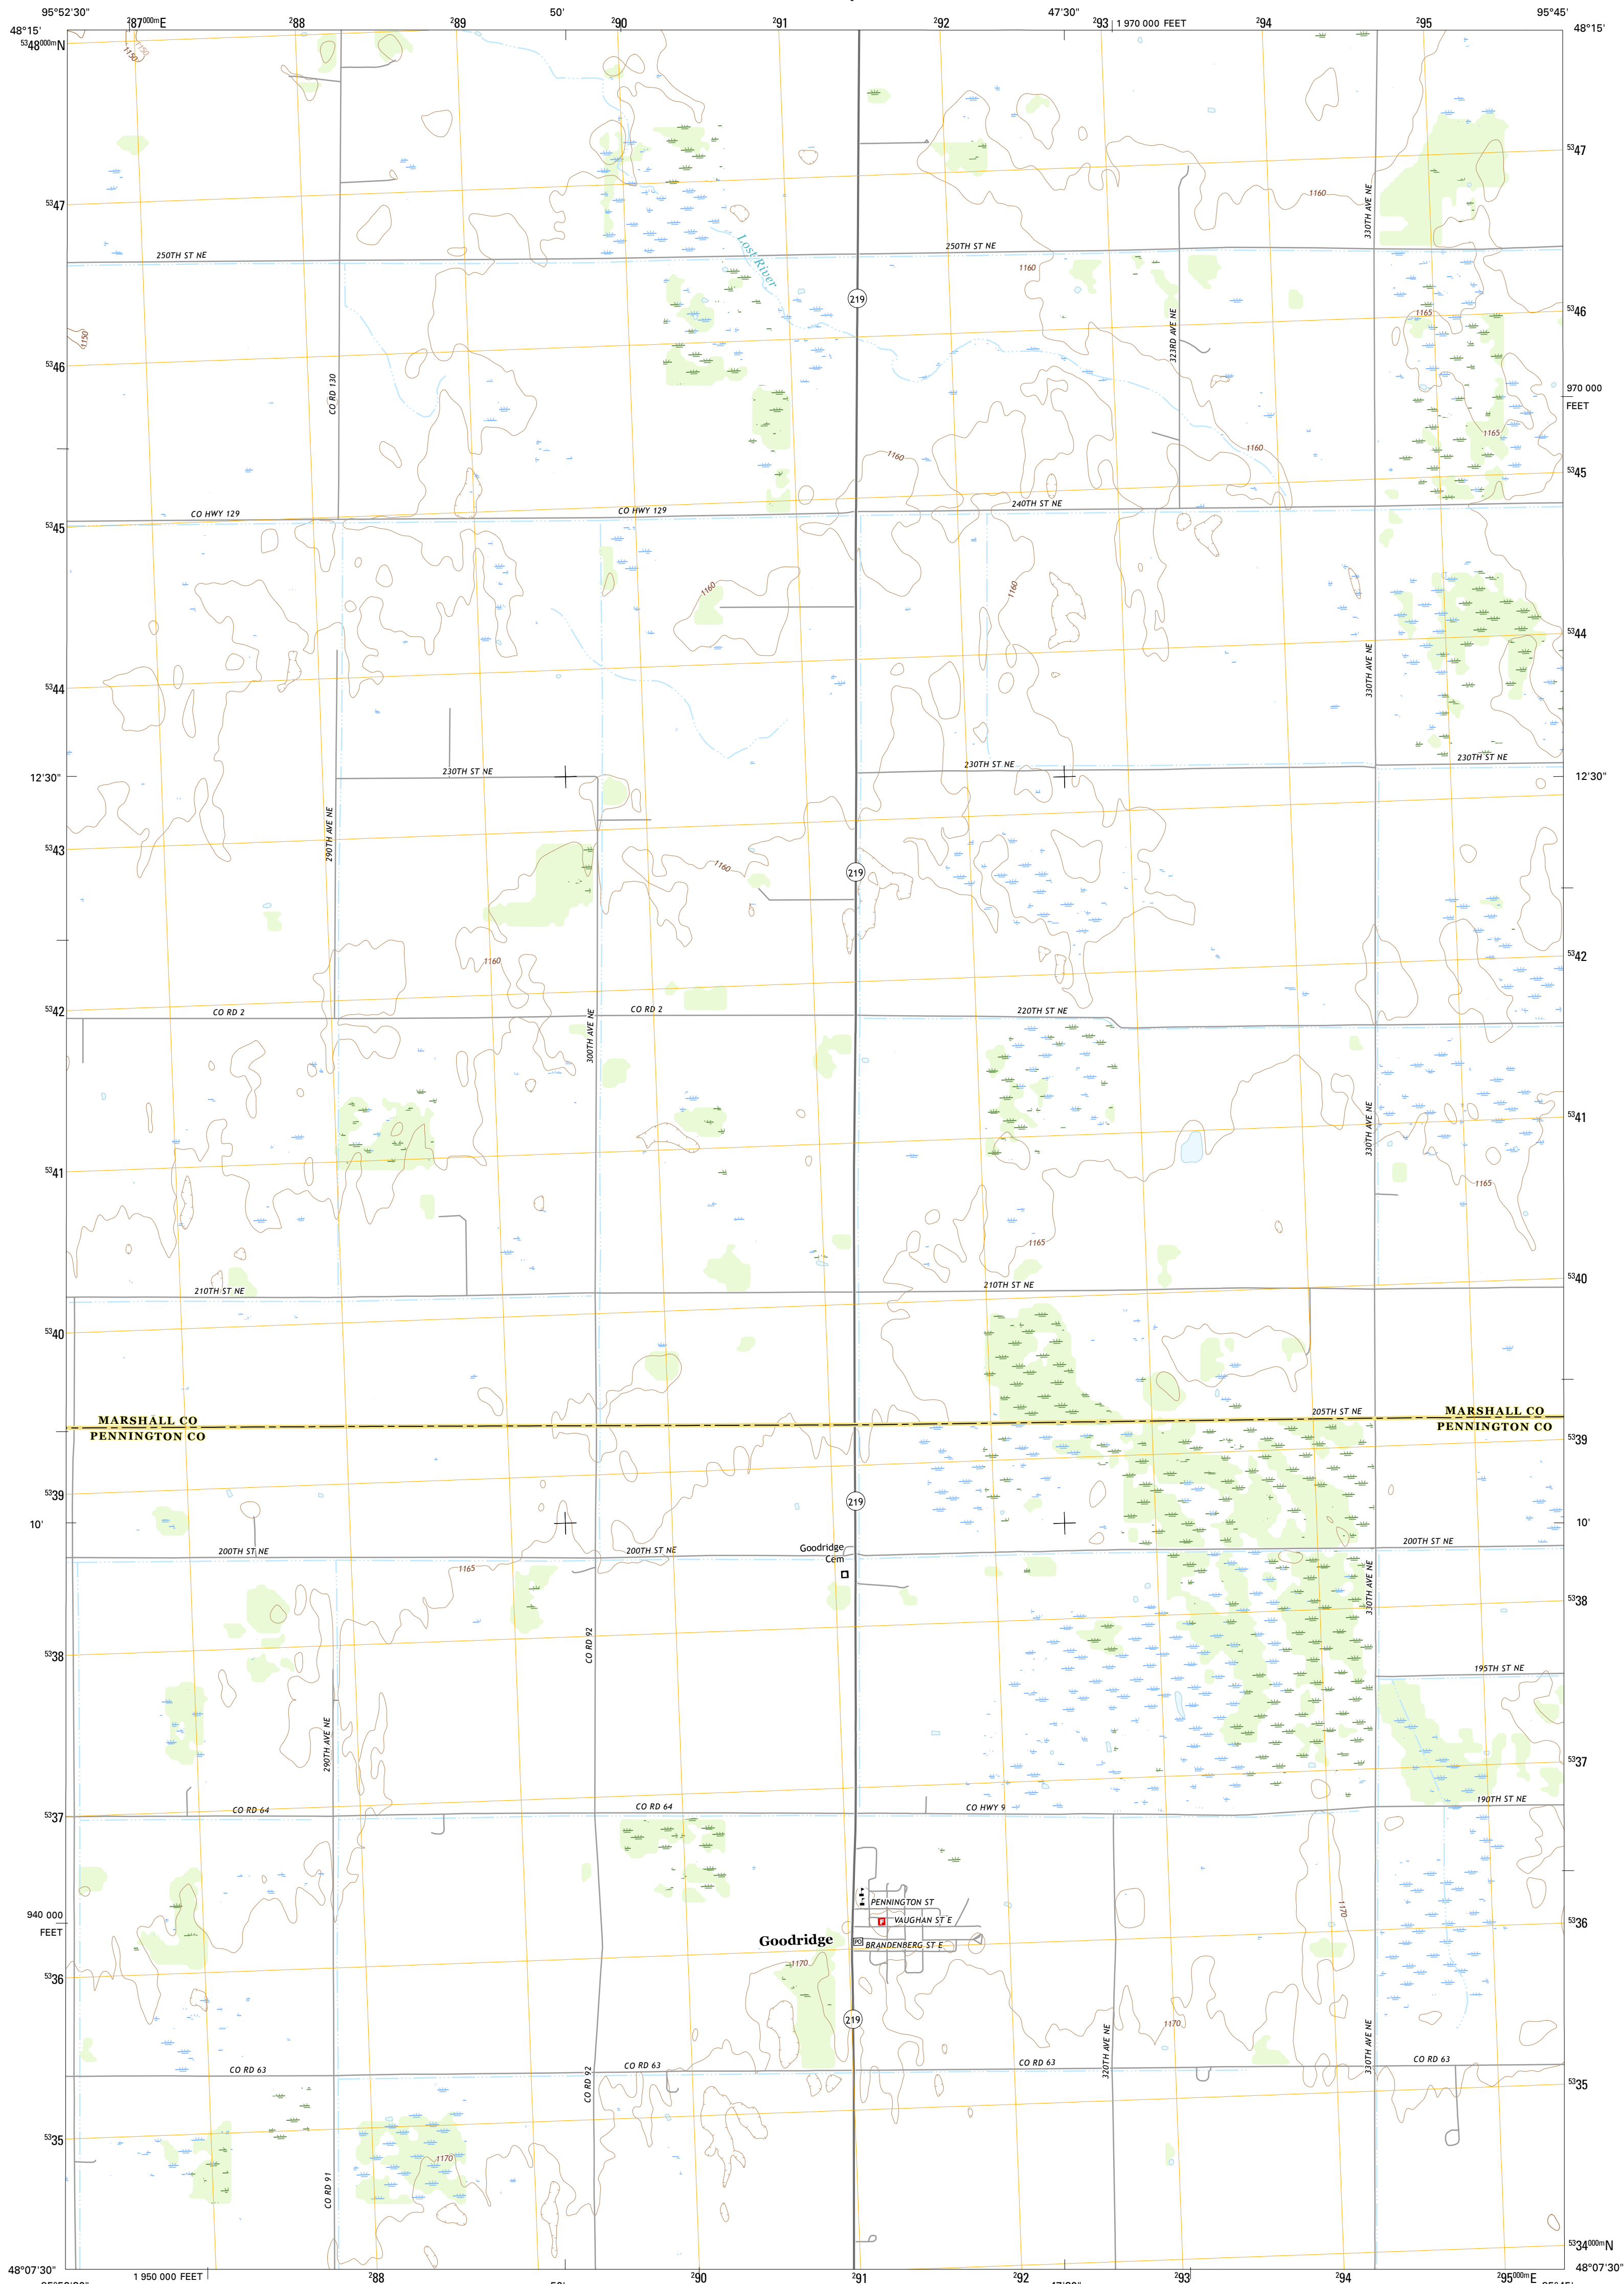 95°52'30" 287000mE 288 289 50' 290 291 292 47'30" 293 1 970 000 FEET 294 295 95°45'
48°15' 48°15'
5348000mN
1150 1150
5347
1160
330TH AVE NE
5347
250TH ST NE
250TH ST NE
Lost River
1160
219
1165
5346
1150
323RD AVE NE
5346
CO RD 130
970 000
FEET
1165
1160
1160
5345
CO HWY 129
CO HWY 129
240TH ST NE
5345
1160
1160
5344
330TH AVE NE
5344
230TH ST NE
230TH ST NE
230TH ST NE
12'30"
12'30"
290TH AVE NE
5343
1160
219
1160
5342
5342
CO RD 2
CO RD 2
220TH ST NE
300TH AVE NE
5341
330TH AVE NE
5341
1165
1165
5340
210TH ST NE
210TH ST NE
5340
MARSHALL CO
PENNINGTON CO
205TH ST NE
MARSHALL CO
PENNINGTON CO
5339
5339
219
10'
10'
200TH ST NE
200TH ST NE
Goodridge
Cem
200TH ST NE
1165
330TH AVE NE
5338
CO RD 92
5338
195TH ST NE
290TH AVE NE
5337
CO RD 64
CO RD 64
CO HWY 9
190TH ST NE
5337
PENNINGTON ST
VAUGHAN ST E
F
1170
940 000
FEET
5336
Goodridge
PO
BRANDENBERG ST E
1170
5336
219
1170
320TH AVE NE
330TH AVE NE
CO RD 63
CO RD 63
CO RD 63
CO RD 63
CO RD 92
5335
5335
1170
CO RD 91
5334000mN
48°07'30" 48°07'30"
1 950 000 FEET 288 290 291 292 293 294 295000mE